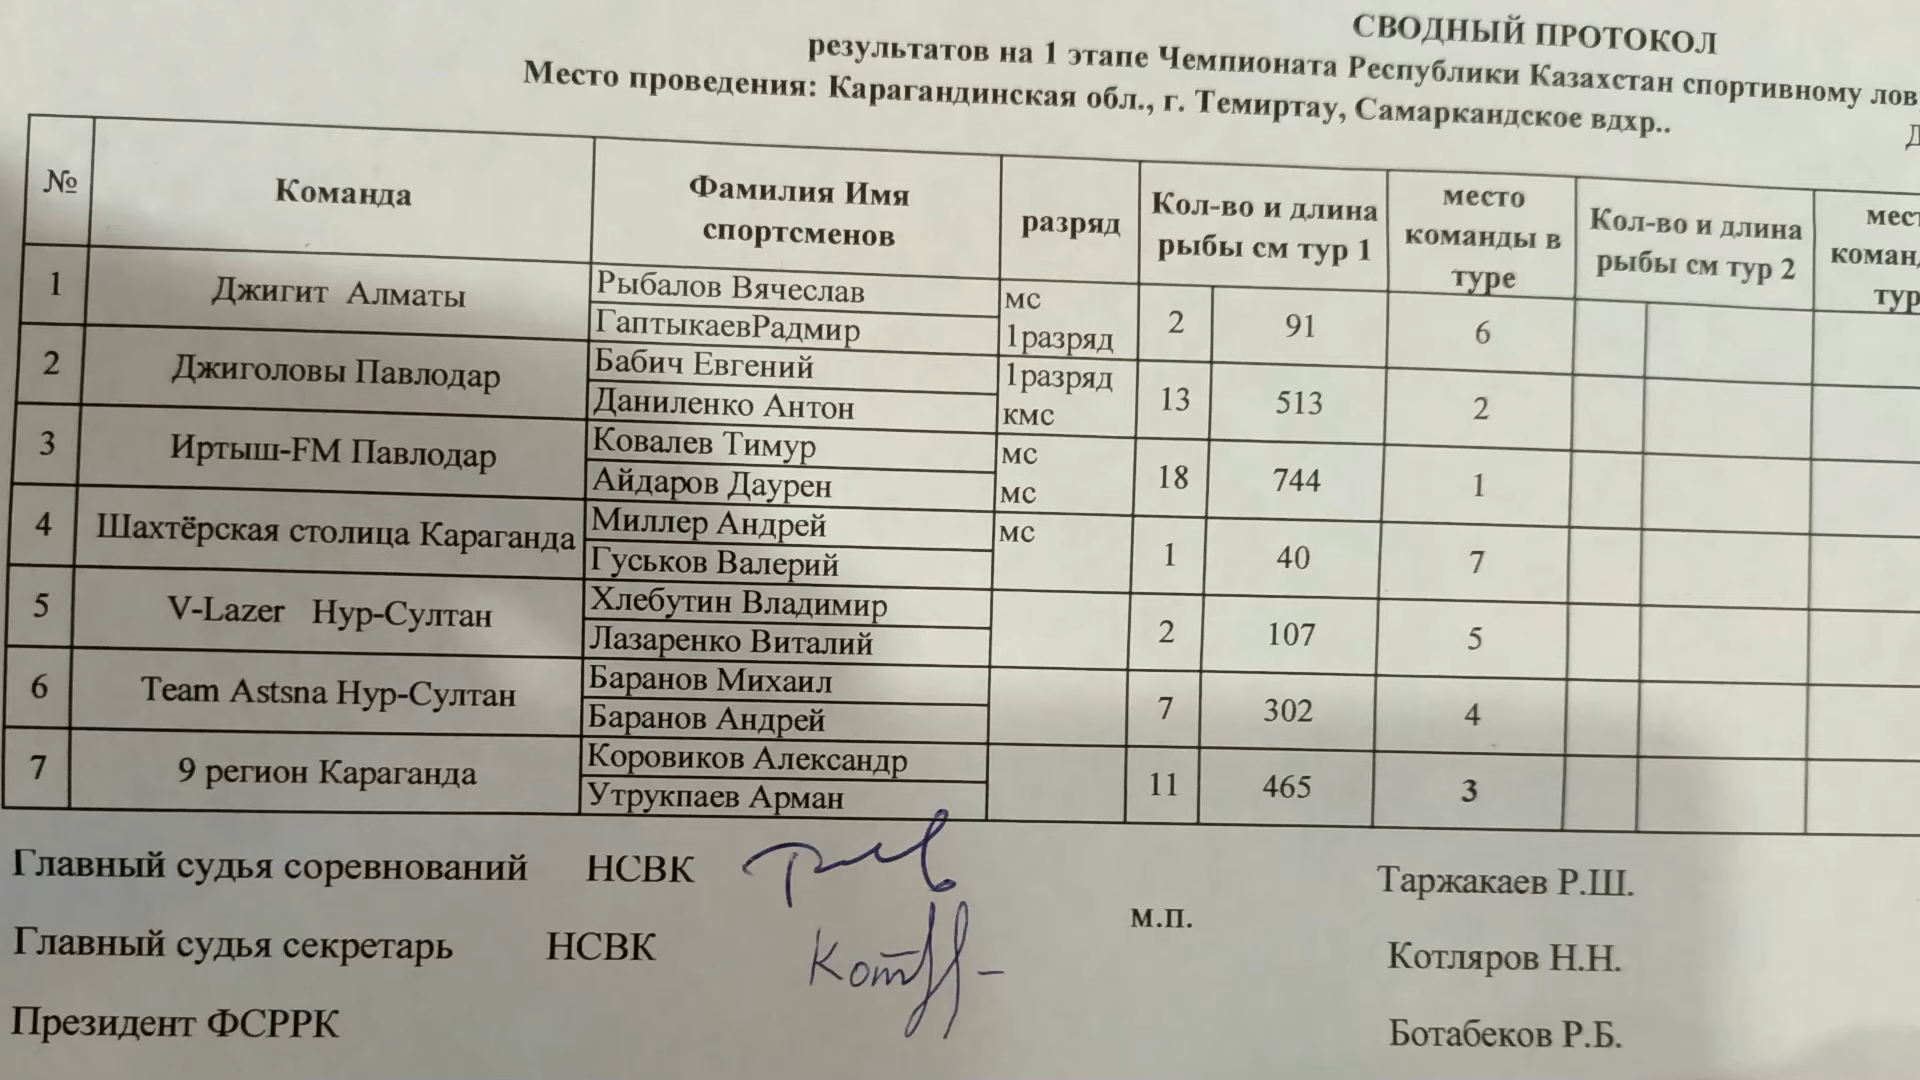 СВОДНЫЙ ПРОТОКОЛ
результатов на 1 этапе Чемпионата Республики Казахстан спортивному лов
Место проведения: Карагандинская обл., г. Темиртау, Самаркандское вдхр..
Д
№ Команда Фамилия Имя спортсменов разряд Кол-во и длина рыбы см тур 1 место команды в туре Кол-во и длина рыбы см тур 2 мест команд тур
1 Джигит Алматы Рыбалов Вячеслав мс 2 91 6
ГаптыкаевРадмир 1разряд
2 Джиголовы Павлодар Бабич Евгений 1разряд 13 513 2
Даниленко Антон кмс
3 Иртыш-FM Павлодар Ковалев Тимур мс 18 744 1
Айдаров Даурен мс
4 Шахтёрская столица Караганда Миллер Андрей мс 1 40 7
Гуськов Валерий
5 V-Lazer Нур-Султан Хлебутин Владимир 2 107 5
Лазаренко Виталий
6 Team Astsna Нур-Султан Баранов Михаил 7 302 4
Баранов Андрей
7 9 регион Караганда Коровиков Александр 11 465 3
Утрукпаев Арман
Главный судья соревнований НСВК Таржакаев Р.Ш.
м.п.
Главный судья секретарь НСВК Котляров Н.Н.
Президент ФСРРК Ботабеков Р.Б.